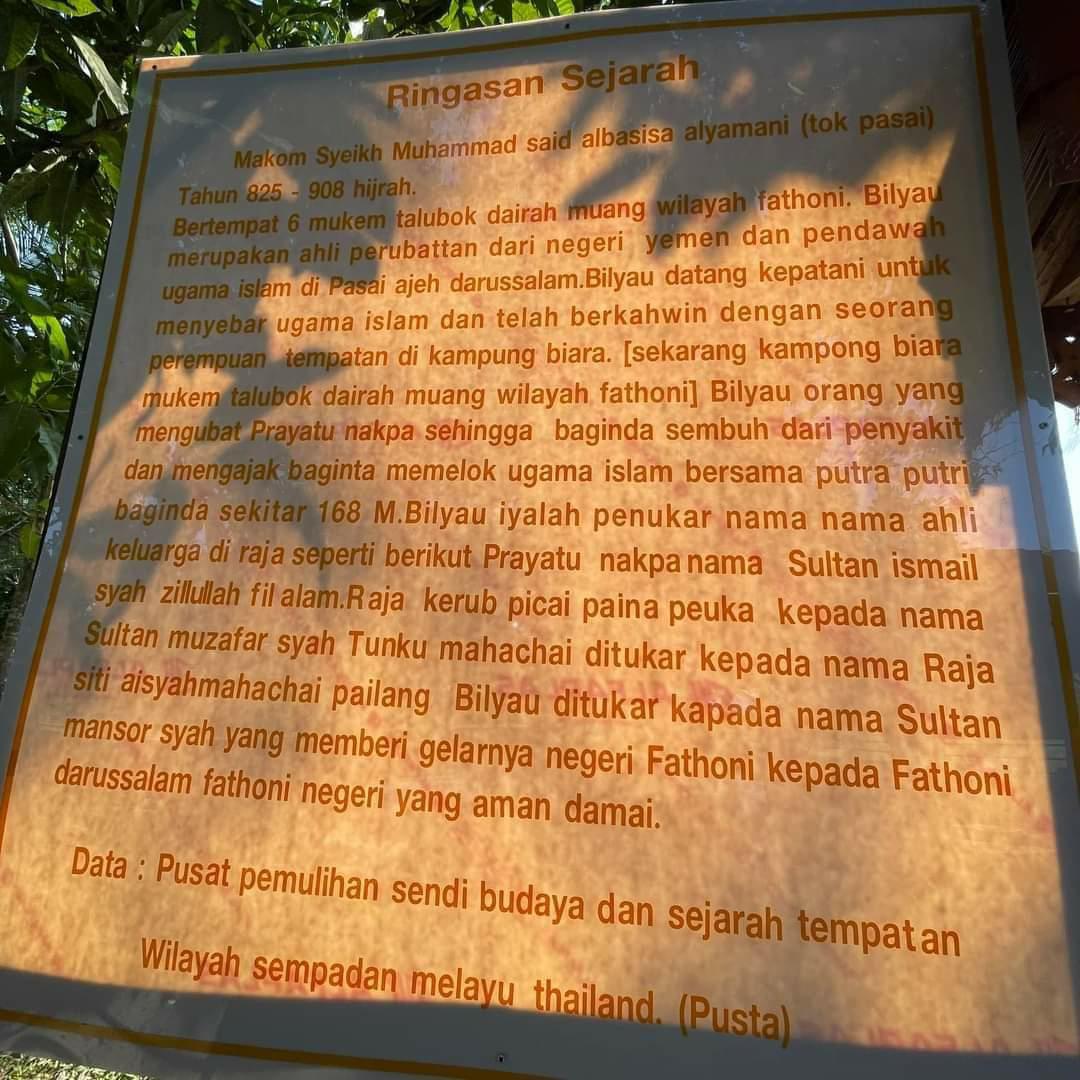 Ringasan Sejarah
Makom Syeikh Muhammad said albasisa alyamani (tok pasai)
Tahun 825 - 908 hijrah.
Bertempat 6 mukem talubok dairah muang wilayah fathoni. Bilyau
merupakan ahli perubattan dari negeri yemen dan pendawah
ugama islam di Pasai ajeh darussalam.Bilyau datang kepatani untuk
menyebar ugama islam dan telah berkahwin dengan seorang
perempuan tempatan di kampung biara. [sekarang kampong biara
mukem talubok dairah muang wilayah fathoni] Bilyau orang yang
mengubat Prayatu nakpa sehingga baginda sembuh dari penyakit
dan mengajak baginta memelok ugama islam bersama putra putri
baginda sekitar 168 M.Bilyau iyalah penukar nama nama ahli
keluarga di raja seperti berikut Prayatu nakpa nama Sultan ismail
syah zillullah fil alam.Raja kerub picai paina peuka kepada nama
Sultan muzafar syah Tunku mahachai ditukar kepada nama Raja
siti aisyahmahachai pailang Bilyau ditukar kapada nama Sultan
mansor syah yang memberi gelarnya negeri Fathoni kepada Fathoni
darussalam fathoni negeri yang aman damai.
Data : Pusat pemulihan sendi budaya dan sejarah tempatan
Wilayah sempadan melayu thailand. (Pusta)